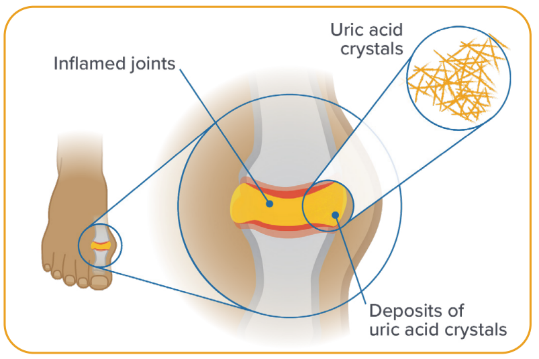 Uric acid
crystals
Inflamed joints
Deposits of
uric acid crystals